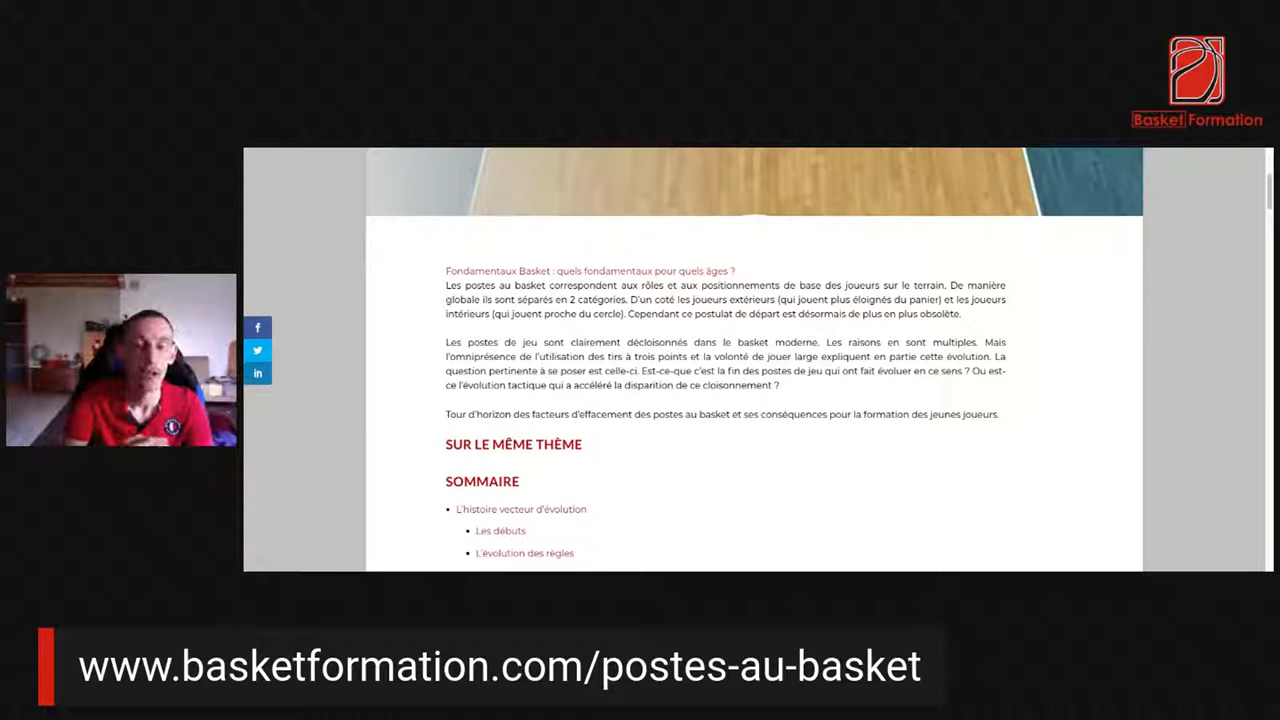 Basket Formation
Fondamentaux Basket : quels fondamentaux pour quels âges ?
Les postes au basket correspondent aux rôles et aux positionnements de base des joueurs sur le terrain. De manière
globale ils sont séparés en 2 catégories. D'un coté les joueurs extérieurs (qui jouent plus éloignés du panier) et les joueurs
intérieurs (qui jouent proche du cercle). Cependant ce postulat de départ est désormais de plus en plus obsolète.
Les postes de jeu sont clairement décloisonnés dans le basket moderne. Les raisons en sont multiples. Mais
l'omniprésence de l'utilisation des tirs à trois points et la volonté de jouer large expliquent en partie cette évolution. La
question pertinente à se poser est celle-ci. Est-ce-que c'est la fin des postes de jeu qui ont fait évoluer en ce sens ? Ou est-
ce l'évolution tactique qui a accéléré la disparition de ce cloisonnement ?
Tour d'horizon des facteurs d'effacement des postes au basket et ses conséquences pour la formation des jeunes joueurs.
SUR LE MÊME THÈME
SOMMAIRE
L'histoire vecteur d'évolution
Les débuts
L'évolution des règles
www.basketformation.com/postes-au-basket